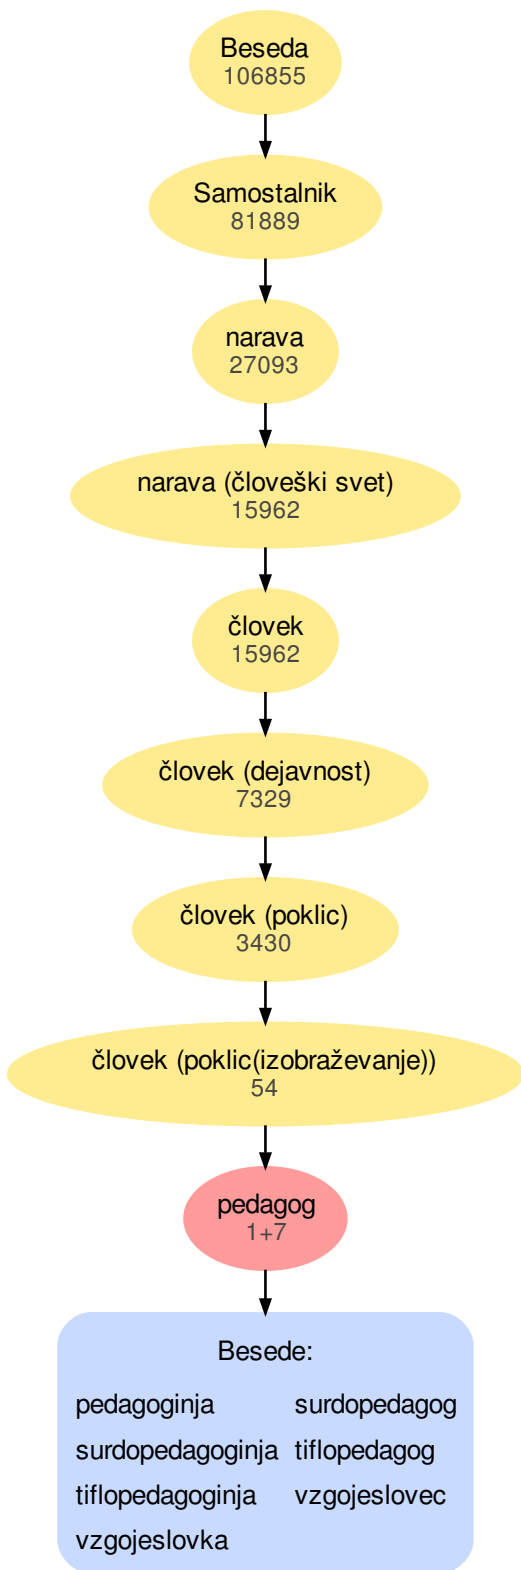 Beseda
106855
Samostalnik
81889
narava
27093
narava (človeški svet)
15962
človek
15962
človek (dejavnost)
7329
človek (poklic)
3430
človek (poklic(izobraževanje))
54
pedagog
1+7
Besede:
pedagoginja surdopedagog
surdopedagoginja tiflopedagog
tiflopedagoginja vzgojeslovec
vzgojeslovka